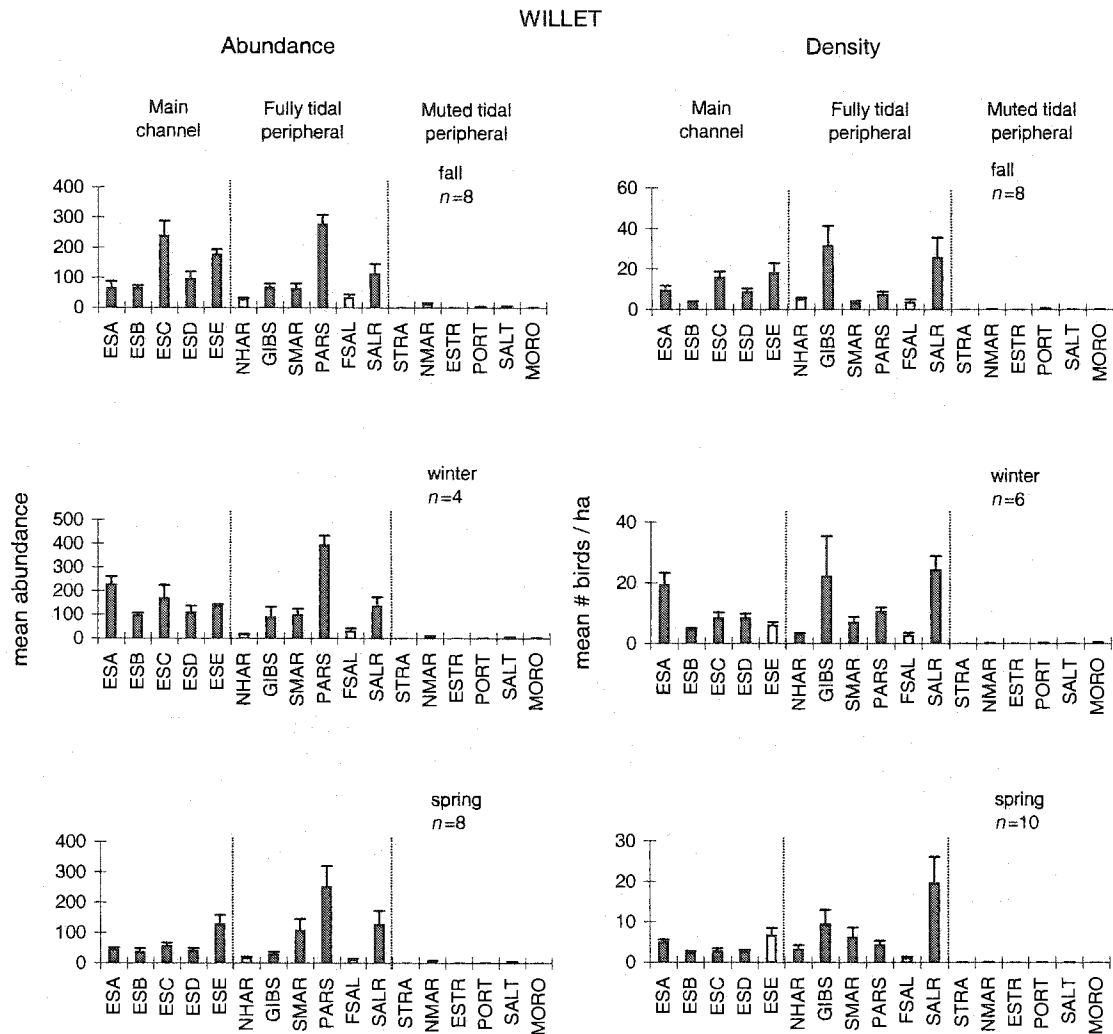 WILLET
Abundance
Density
Main
channel
Fully tidal
peripheral
Muted tidal
peripheral
Main
channel
Fully tidal
peripheral
Muted tidal
peripheral
fall
n=8
400
300
200
100
0
ESA ESB ESC ESD ESE NHAR GIBS SMAR PARS FSAL SALR STRA NMAR ESTR PORT SALT MORO
fall
n=8
60
40
20
0
ESA ESB ESC ESD ESE NHAR GIBS SMAR PARS FSAL SALR STRA NMAR ESTR PORT SALT MORO
mean abundance
winter
n=4
500
400
300
200
100
0
ESA ESB ESC ESD ESE NHAR GIBS SMAR PARS FSAL SALR STRA NMAR ESTR PORT SALT MORO
mean # birds / ha
winter
n=6
40
20
0
ESA ESB ESC ESD ESE NHAR GIBS SMAR PARS FSAL SALR STRA NMAR ESTR PORT SALT MORO
spring
n=8
400
300
200
100
0
ESA ESB ESC ESD ESE NHAR GIBS SMAR PARS FSAL SALR STRA NMAR ESTR PORT SALT MORO
spring
n=10
30
20
10
0
ESA ESB ESC ESD ESE NHAR GIBS SMAR PARS FSAL SALR STRA NMAR ESTR PORT SALT MORO